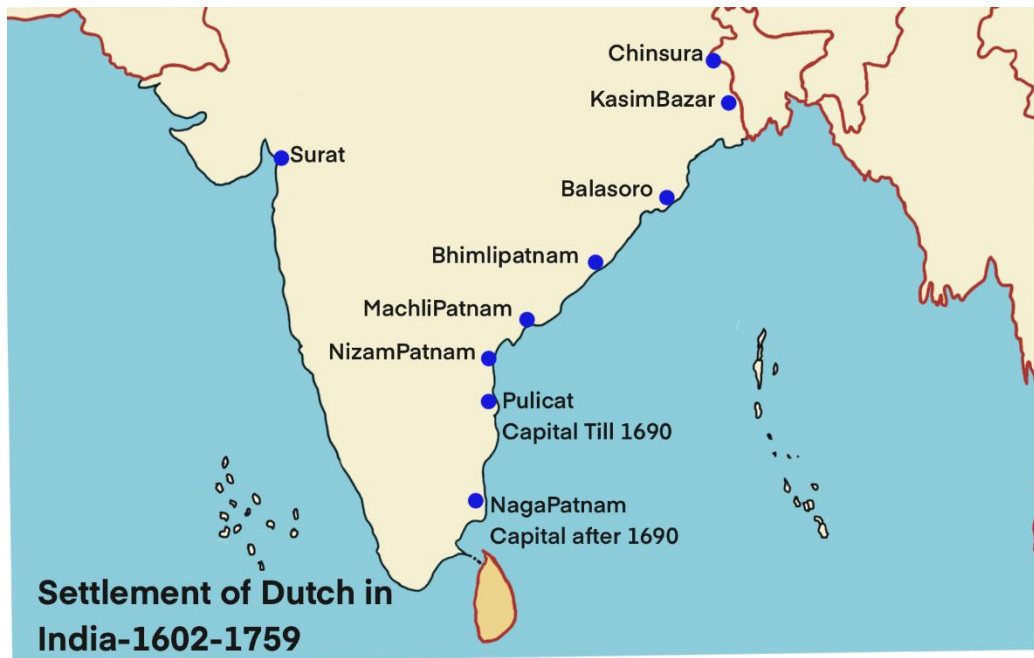 Chinsura
KasimBazar
Surat
Balasoro
Bhimlipatnam
MachliPatnam
NizamPatnam
Pulicat
Capital Till 1690
NagaPatnam
Capital after 1690
Settlement of Dutch in
India-1602-1759